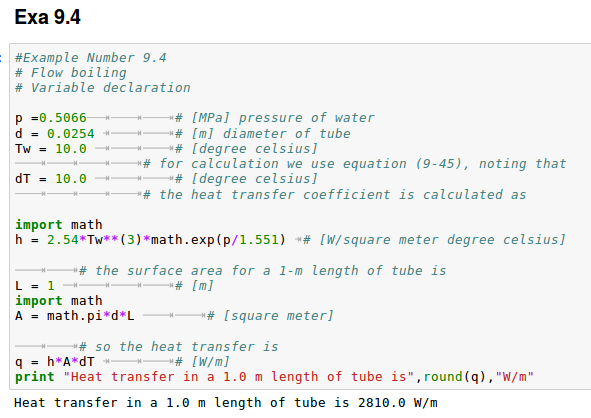 Exa 9.4
#Example Number 9.4
# Flow boiling
# Variable declaration
p =0.5066 # [MPa] pressure of water
d = 0.0254 # [m] diameter of tube
Tw = 10.0 # [degree celsius]
# for calculation we use equation (9-45), noting that
dT = 10.0 # [degree celsius]
# the heat transfer coefficient is calculated as
import math
h = 2.54*Tw**(3)*math.exp(p/1.551) # [W/square meter degree celsius]
# the surface area for a 1-m length of tube is
L = 1 # [m]
import math
A = math.pi*d*L # [square meter]
# so the heat transfer is
q = h*A*dT # [W/m]
print "Heat transfer in a 1.0 m length of tube is",round(q),"W/m"
Heat transfer in a 1.0 m length of tube is 2810.0 W/m